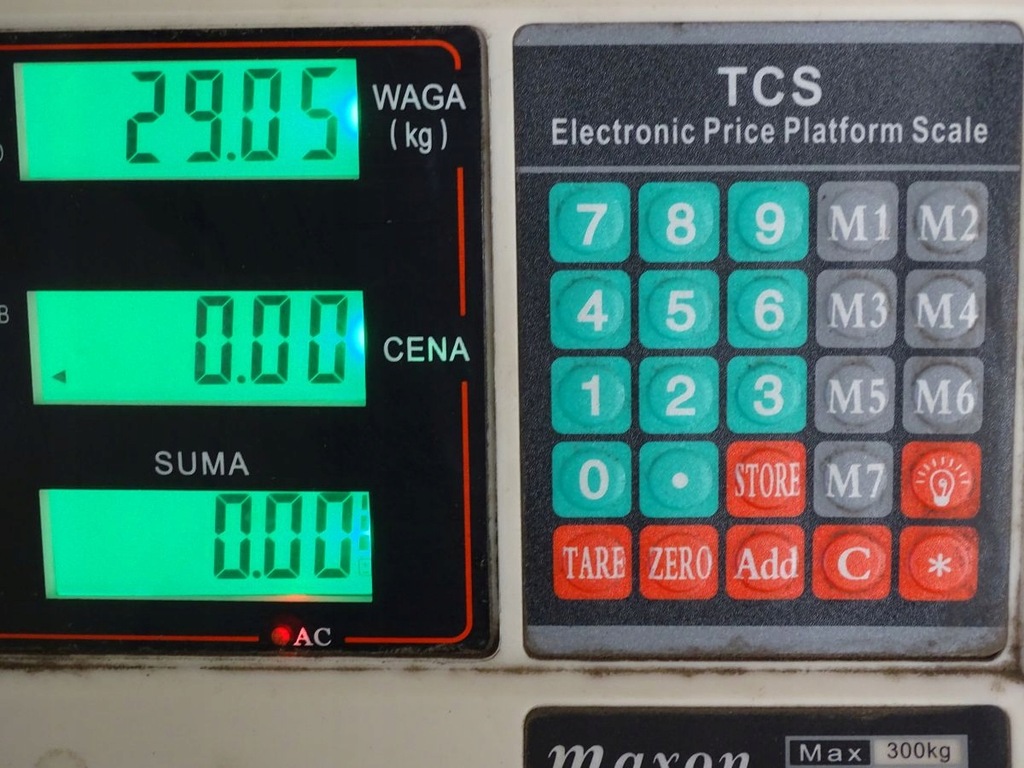 29.05
WAGA
(kg)
0.00
CENA
SUMA
0.00
AC
TCS
Electronic Price Platform Scale
7 8 9 M1 M2
4 5 6 M3 M4
1 2 3 M5 M6
0 . STORE M7
TARE ZERO Add C *
maxon
Max 300kg